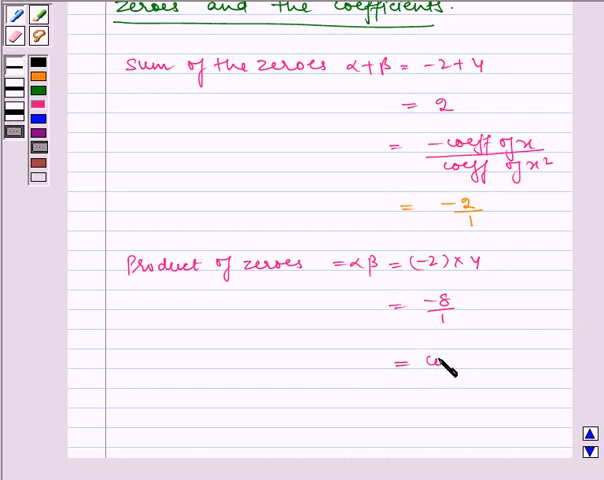 zeroes and the coefficients.
Sum of the zeroes α+β = -2+4
= 2
= -coeff of x / coeff of x²
= -2/1
Product of zeroes = αβ = (-2) × 4
= -8/1
= co